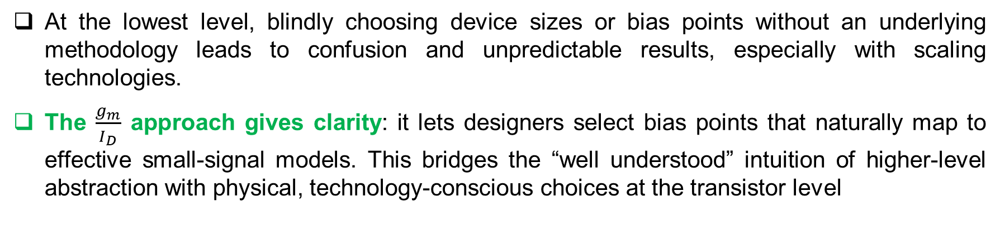 ❑ At the lowest level, blindly choosing device sizes or bias points without an underlying
methodology leads to confusion and unpredictable results, especially with scaling
technologies.
❑ The $\frac{g_m}{I_D}$ approach gives clarity: it lets designers select bias points that naturally map to
effective small-signal models. This bridges the “well understood” intuition of higher-level
abstraction with physical, technology-conscious choices at the transistor level